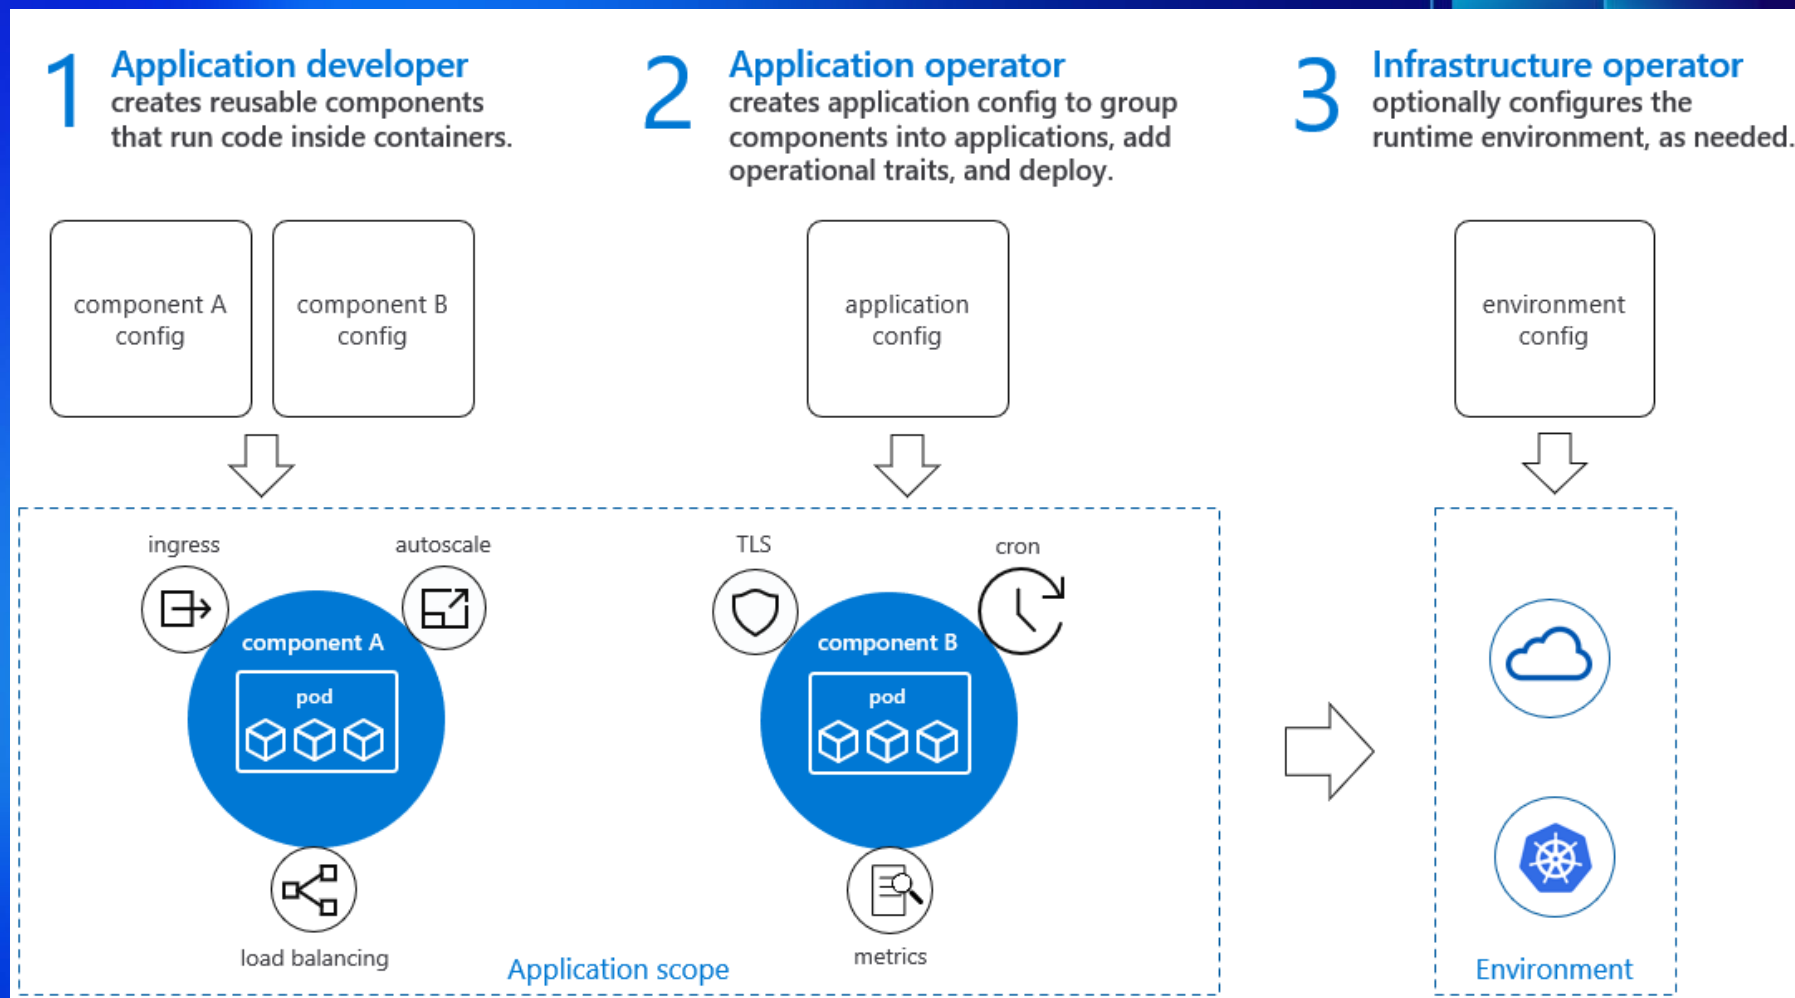 1
Application developer
creates reusable components
that run code inside containers.
2
Application operator
creates application config to group
components into applications, add
operational traits, and deploy.
3
Infrastructure operator
optionally configures the
runtime environment, as needed.
component A
config
component B
config
application
config
environment
config
ingress
autoscale
component A
pod
load balancing
TLS
cron
component B
pod
metrics
Application scope
Environment